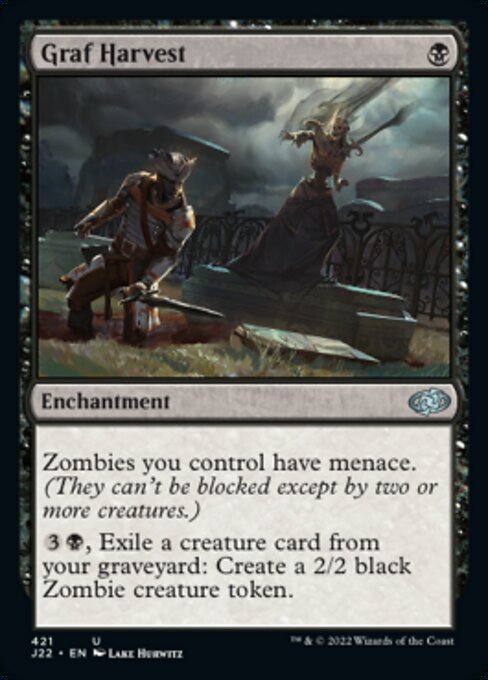 Graf Harvest
Enchantment
Zombies you control have menace.
(They can't be blocked except by two or
more creatures.)
3, Exile a creature card from
your graveyard: Create a 2/2 black
Zombie creature token.
421 U
J22 • EN Lake Hurwitz
™ & © 2022 Wizards of the Coast